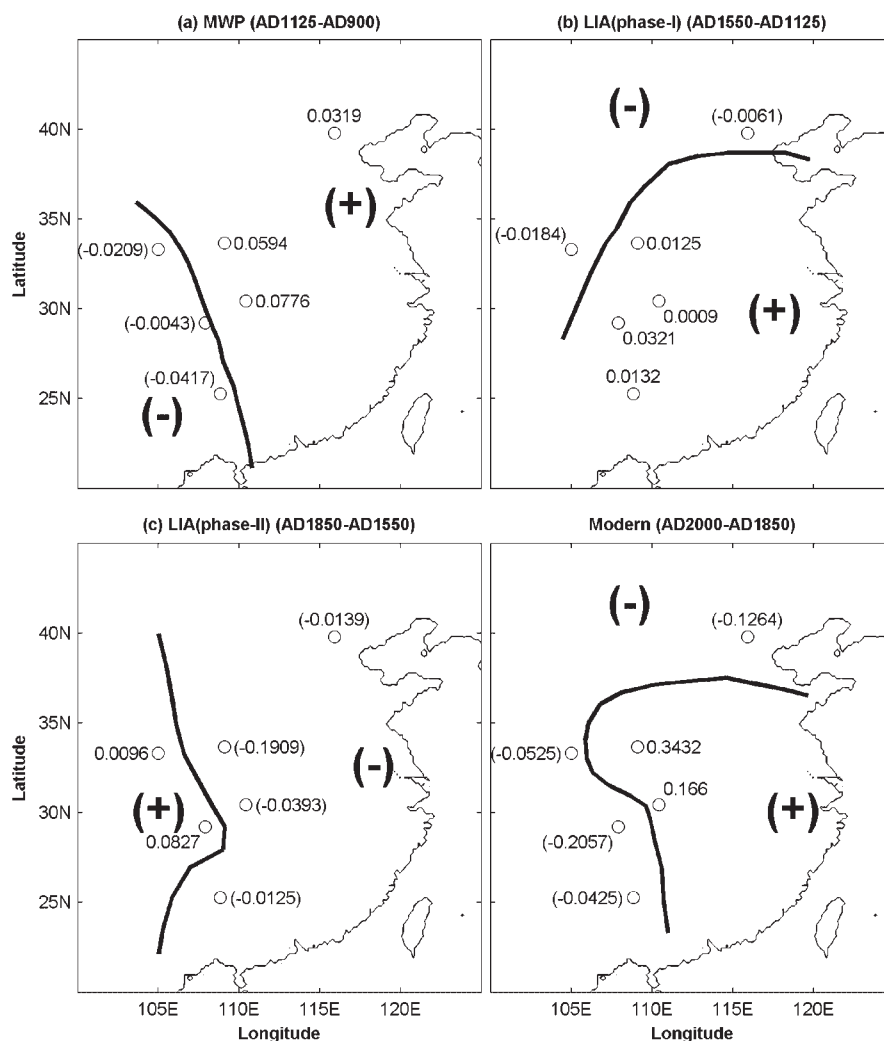 (a) MWP (AD1125-AD900)
0.0319
40N
(+)
35N
(-0.0209)
0.0594
Latitude
0.0776
30N
(-0.0043)
(-0.0417)
25N
(-)
(b) LIA(phase-I) (AD1550-AD1125)
(-)
(-0.0061)
(-0.0184)
0.0125
0.0009
(+)
0.0321
0.0132
(c) LIA(phase-II) (AD1850-AD1550)
(-0.0139)
40N
35N
0.0096
(-0.1909)
(-)
Latitude
(+)
(-0.0393)
30N
0.0827
25N
(-0.0125)
105E 110E 115E 120E
Longitude
Modern (AD2000-AD1850)
(-)
(-0.1264)
(-0.0525)
0.3432
0.166
(+)
(-0.2057)
(-0.0425)
105E 110E 115E 120E
Longitude